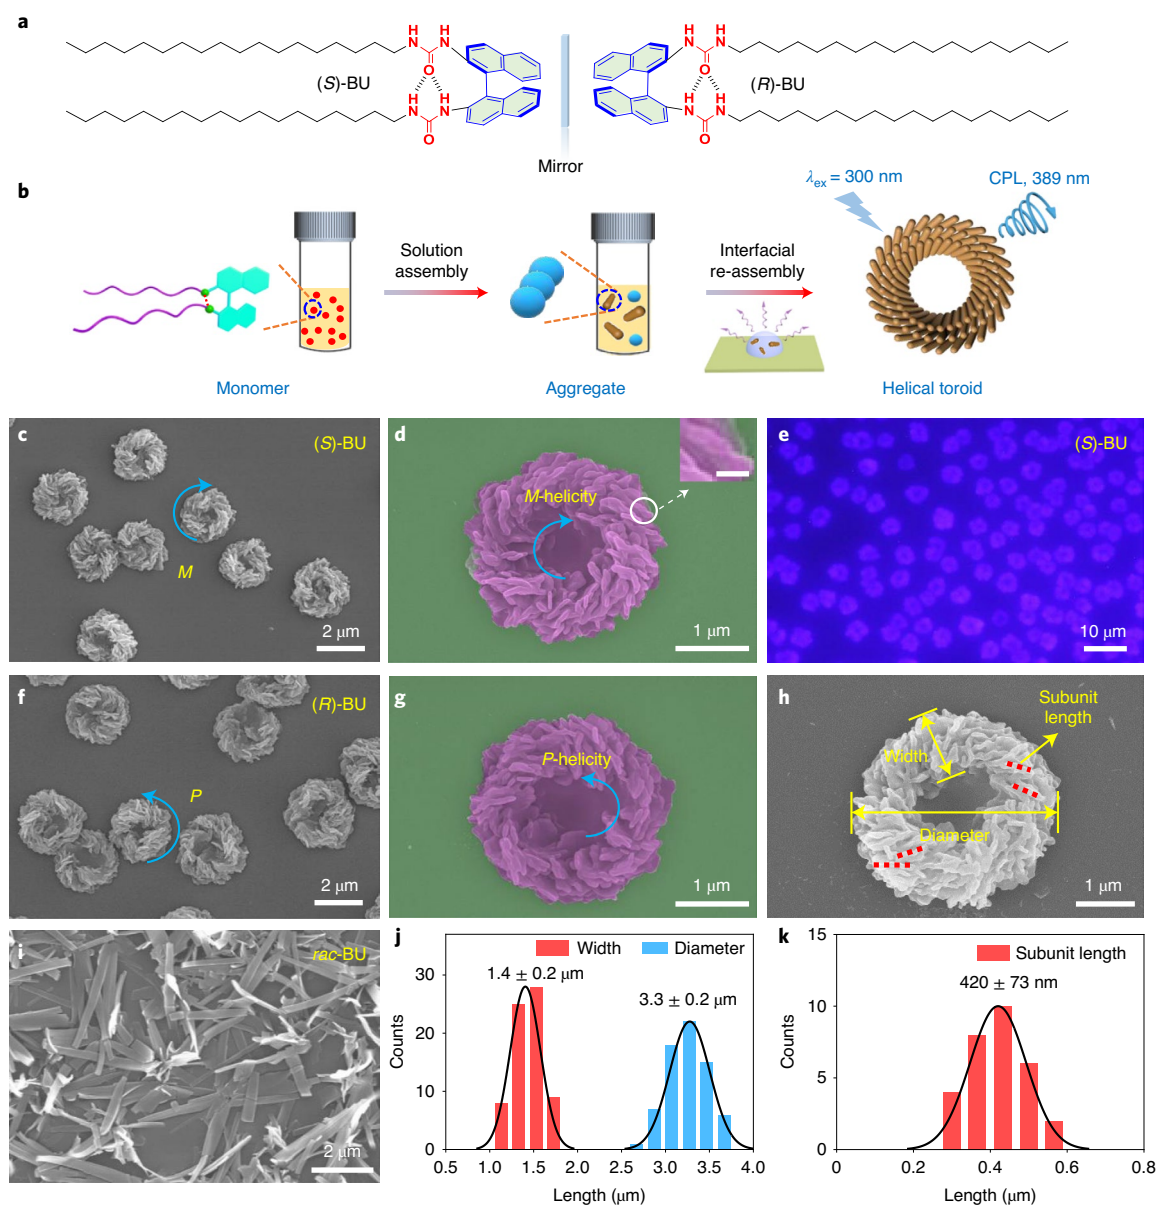 a
H H
N N
O
(S)-BU
H H
N N
O
H H
N N
O
(R)-BU
H H
N N
O
Mirror
b
λex = 300 nm
CPL, 389 nm
Solution
assembly
Interfacial
re-assembly
Monomer
Aggregate
Helical toroid
c
(S)-BU
M
2 μm
d
M-helicity
1 μm
e
(S)-BU
10 μm
f
(R)-BU
P
2 μm
g
P-helicity
1 μm
h
Subunit
length
Width
Diameter
1 μm
i
rac-BU
2 μm
j
Width
Diameter
1.4 ± 0.2 μm
3.3 ± 0.2 μm
30
20
10
0
Counts
0.5 1.0 1.5 2.0 2.5 3.0 3.5 4.0
Length (μm)
k
15
Subunit length
420 ± 73 nm
10
5
0
Counts
0 0.2 0.4 0.6 0.8
Length (μm)